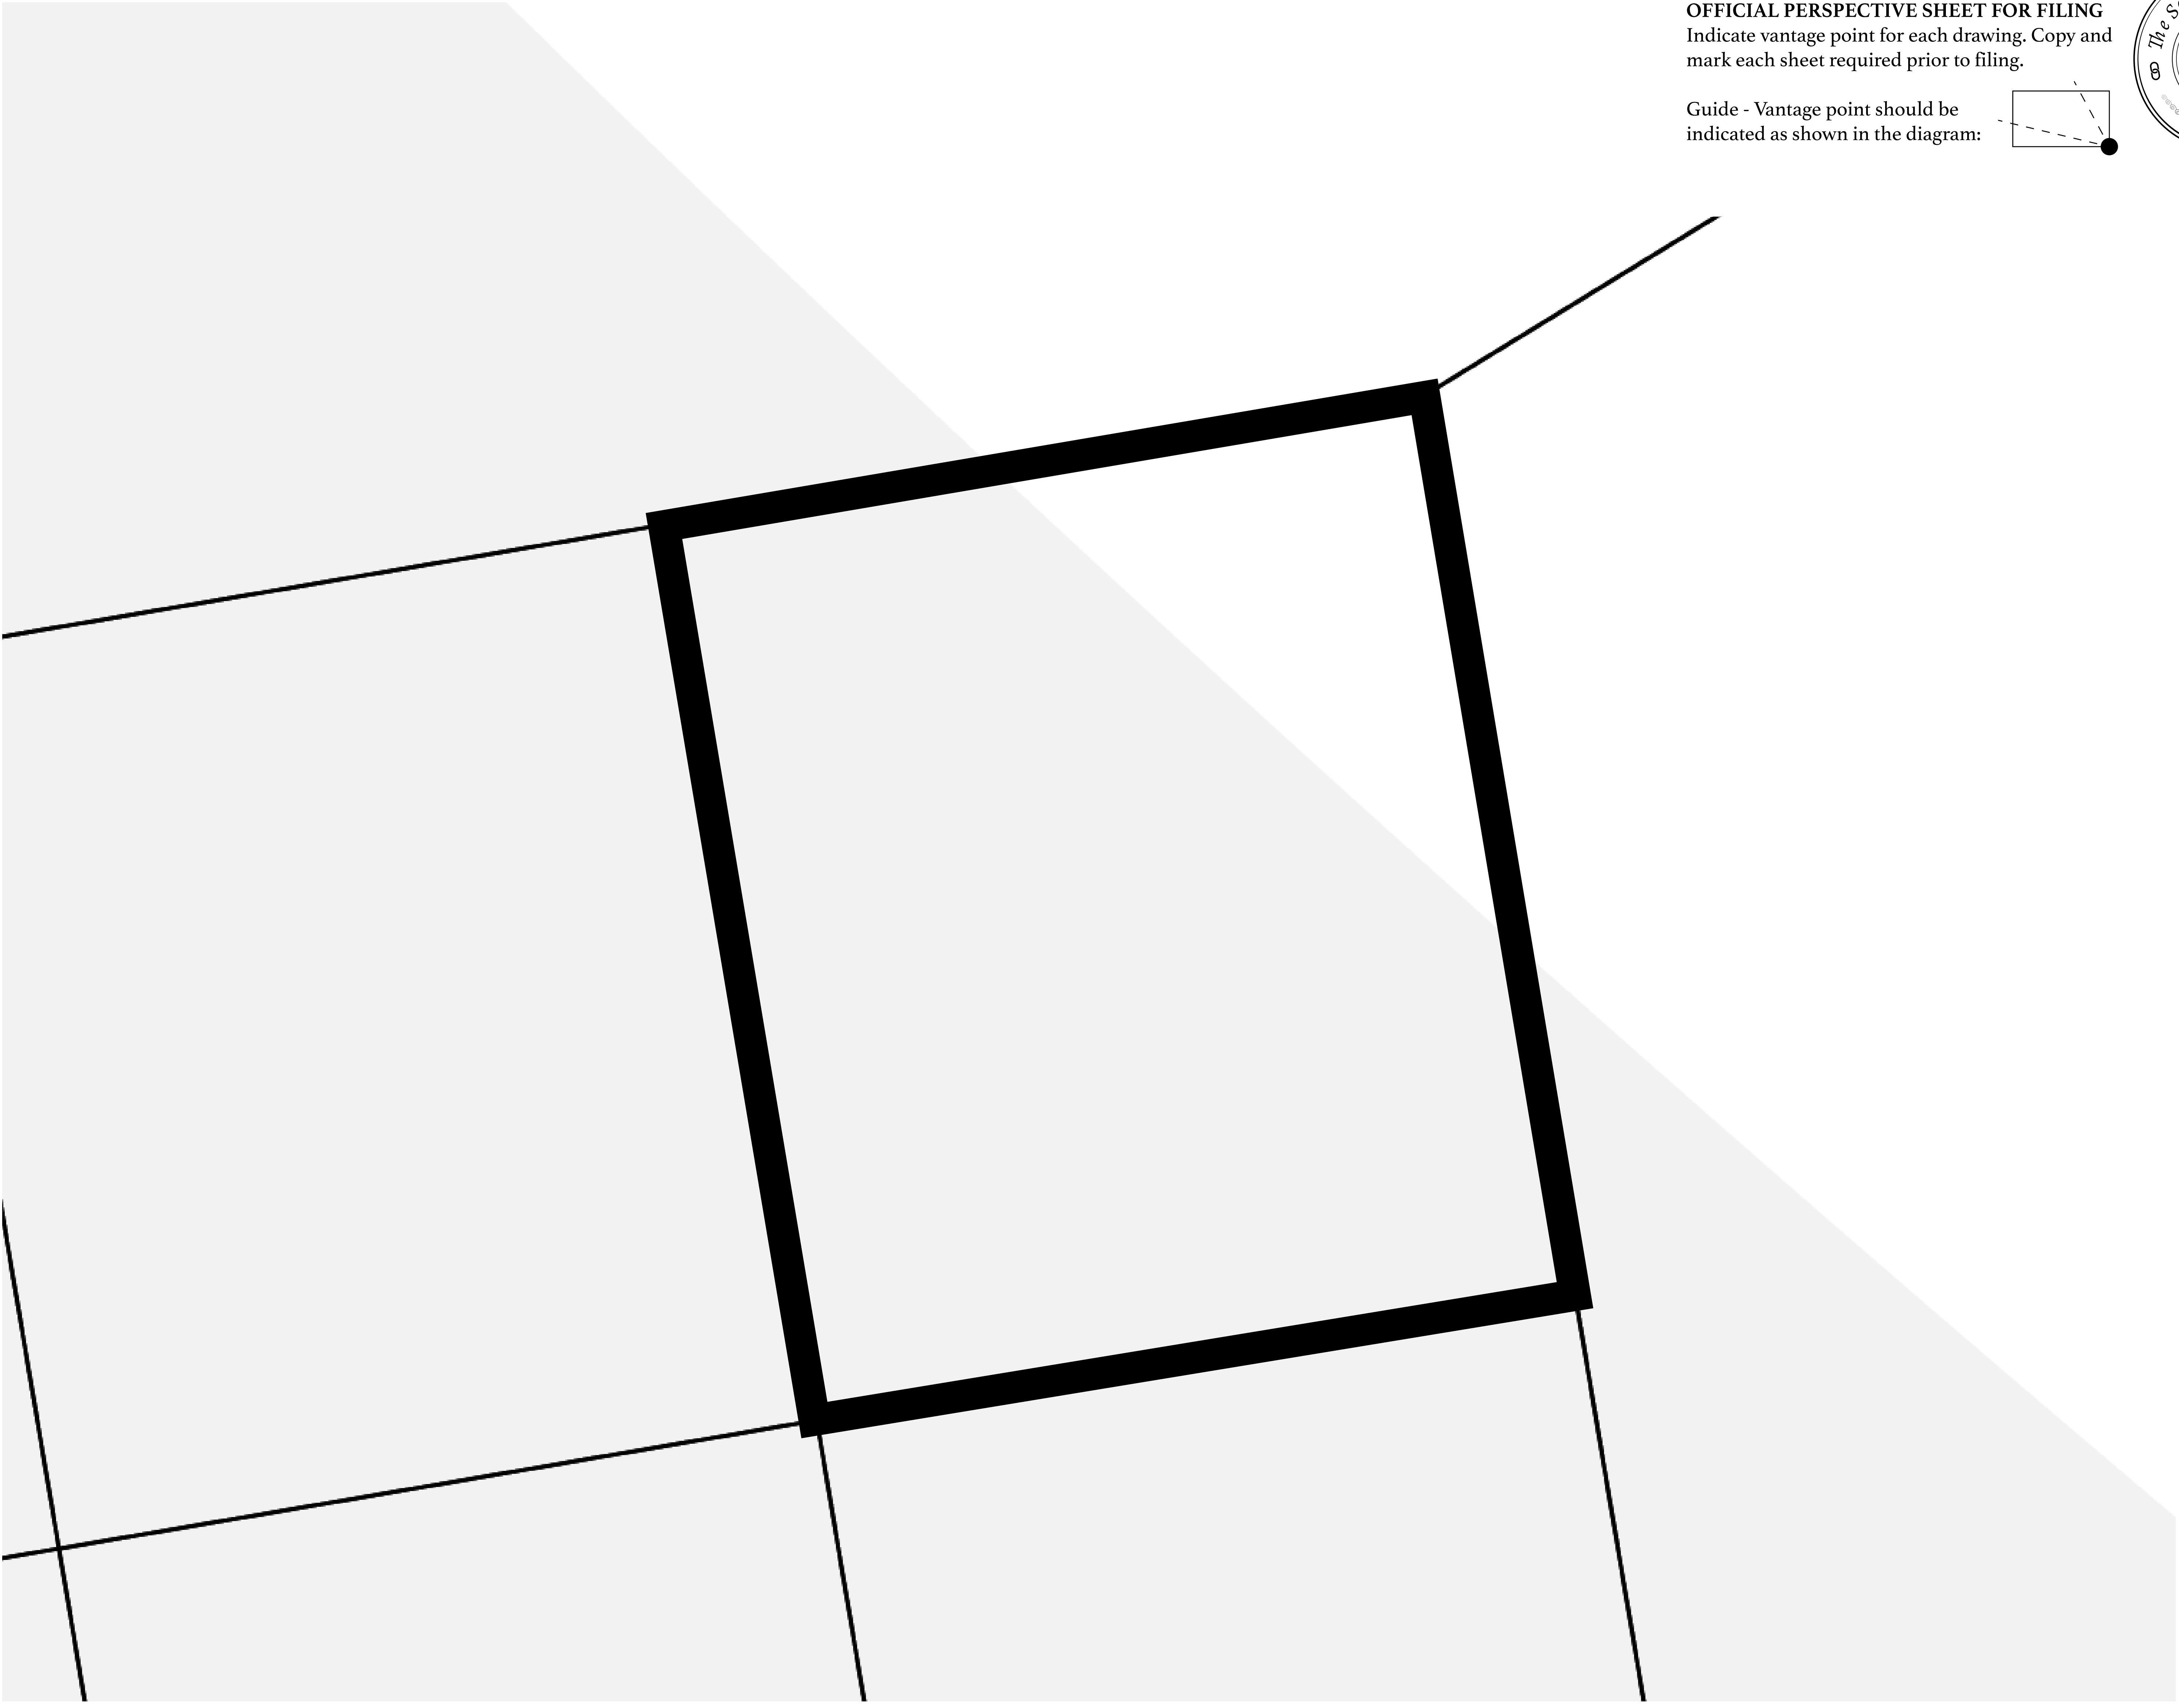 OFFICIAL PERSPECTIVE SHEET FOR FILING
Indicate vantage point for each drawing. Copy and
mark each sheet required prior to filing.
Guide - Vantage point should be
indicated as shown in the diagram:
The